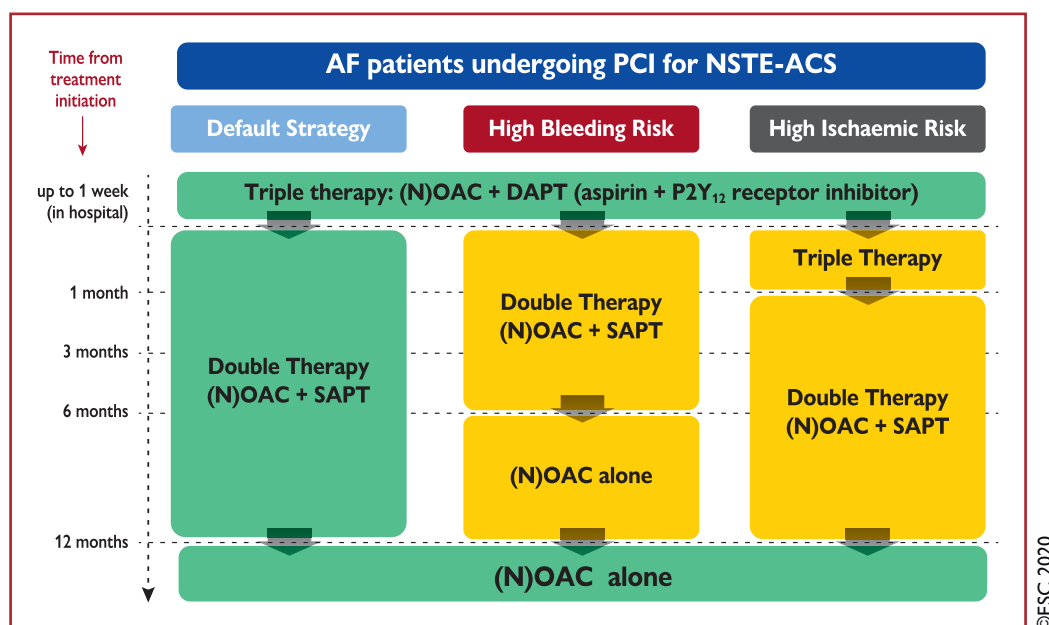 Time from
treatment
initiation
AF patients undergoing PCI for NSTE-ACS
Default Strategy
High Bleeding Risk
High Ischaemic Risk
up to 1 week
(in hospital)
Triple therapy: (N)OAC + DAPT (aspirin + P2Y₁₂ receptor inhibitor)
Triple Therapy
1 month
Double Therapy
(N)OAC + SAPT
3 months
Double Therapy
(N)OAC + SAPT
Double Therapy
(N)OAC + SAPT
6 months
(N)OAC alone
12 months
(N)OAC alone
©ESC 2020